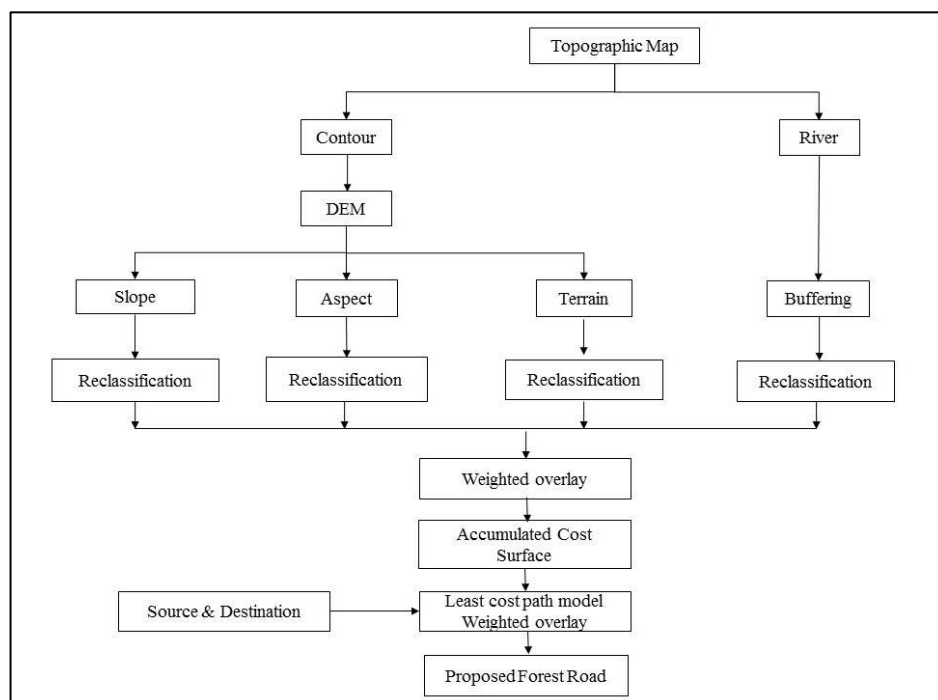 Topographic Map
Contour
River
DEM
Slope
Aspect
Terrain
Buffering
Reclassification
Reclassification
Reclassification
Reclassification
Weighted overlay
Accumulated Cost
Surface
Source & Destination
Least cost path model
Weighted overlay
Proposed Forest Road